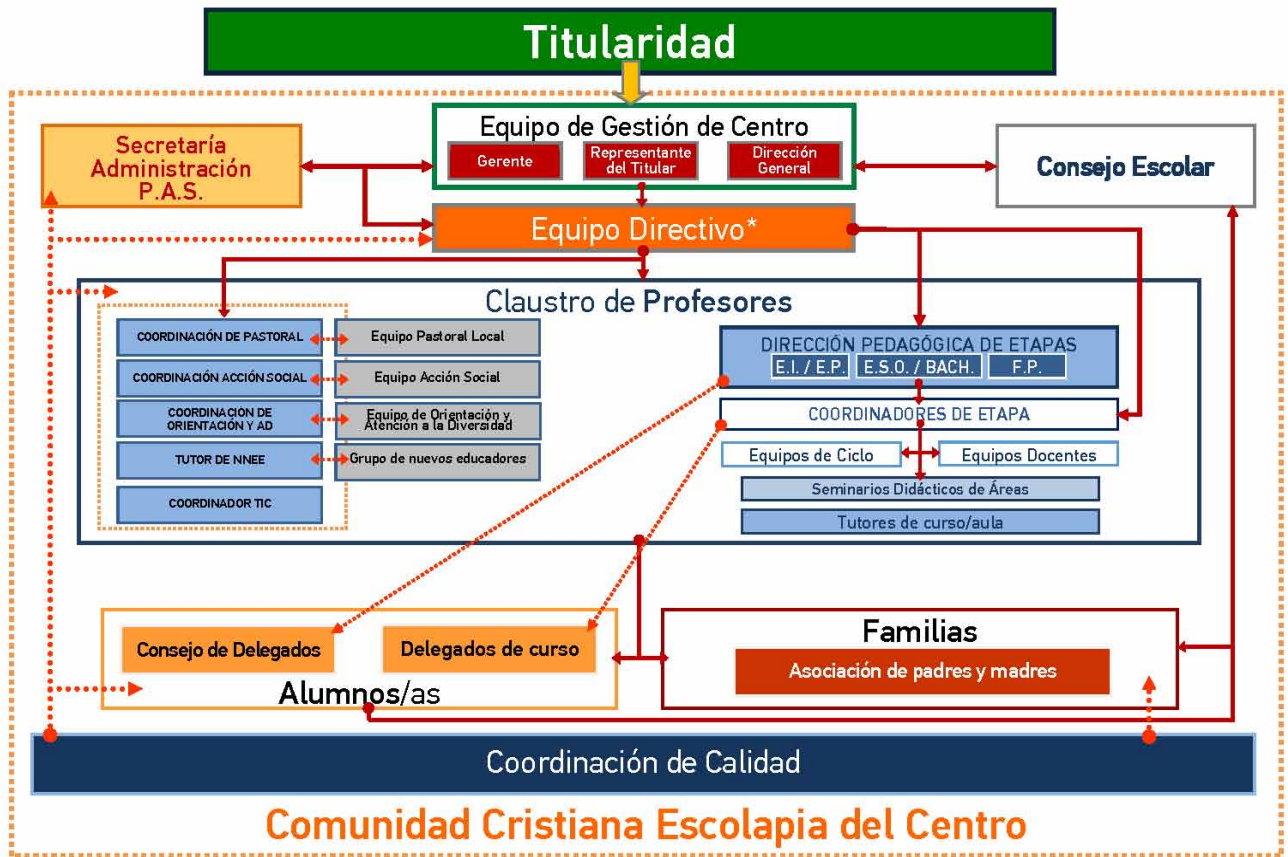 Titularidad
Equipo de Gestión de Centro
Gerente
Representante
del Titular
Dirección
General
Secretaría
Administración
P.A.S.
Consejo Escolar
Equipo Directivo*
Claustro de Profesores
COORDINACIÓN DE PASTORAL
Equipo Pastoral Local
COORDINACIÓN ACCIÓN SOCIAL
Equipo Acción Social
COORDINACIÓN DE
ORIENTACIÓN Y AD
Equipo de Orientación y
Atención a la Diversidad
TUTOR DE NNEE
Grupo de nuevos educadores
COORDINADOR TIC
DIRECCIÓN PEDAGÓGICA DE ETAPAS
E.I. / E.P.
E.S.O. / BACH.
F.P.
COORDINADORES DE ETAPA
Equipos de Ciclo
Equipos Docentes
Seminarios Didácticos de Áreas
Tutores de curso/aula
Consejo de Delegados
Delegados de curso
Alumnos/as
Familias
Asociación de padres y madres
Coordinación de Calidad
Comunidad Cristiana Escolapia del Centro